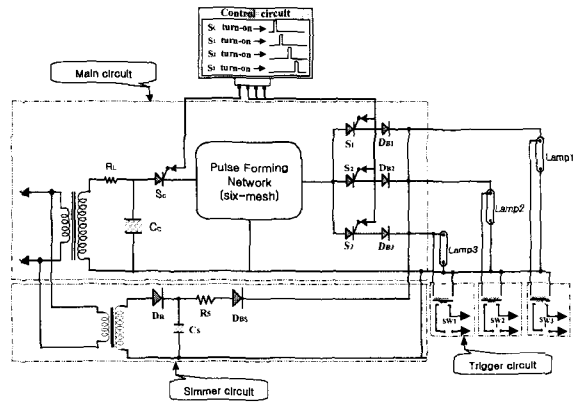 Control circuit
Sc turn-on
S1 turn-on
S2 turn-on
S3 turn-on
Main circuit
RL
Sc
Cc
Pulse Forming
Network
(six-mesh)
S1 DB1
S2 DB2
S3 DB3
Lamp1
Lamp2
Lamp3
DR
RS
DBS
CS
SW1
SW2
SW3
Trigger circuit
Simmer circuit